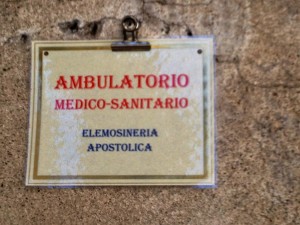 AMBULATORIO
MEDICO-SANITARIO
ELEMOSINERIA
APOSTOLICA